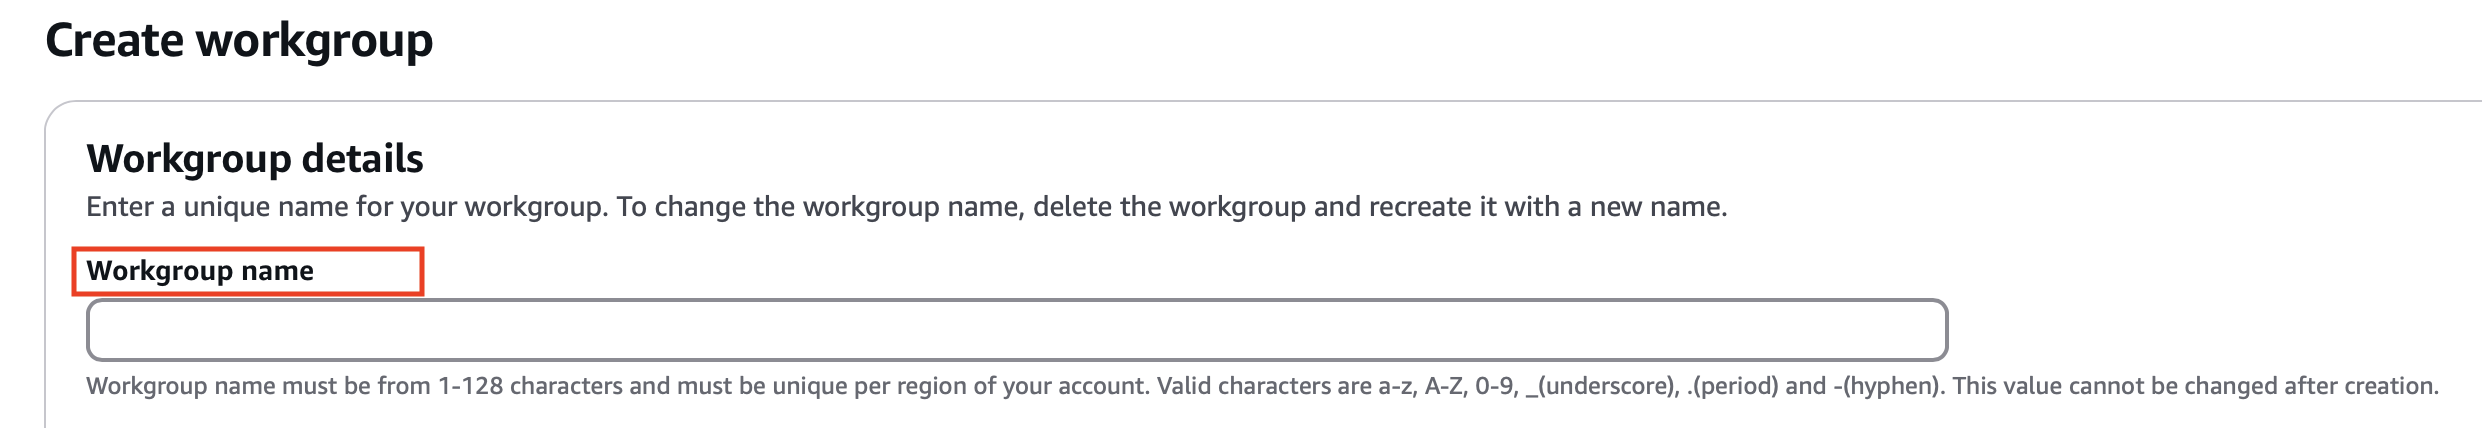 Create workgroup
Workgroup details
Enter a unique name for your workgroup. To change the workgroup name, delete the workgroup and recreate it with a new name.
Workgroup name
Workgroup name must be from 1-128 characters and must be unique per region of your account. Valid characters are a-z, A-Z, 0-9, _(underscore), .(period) and -(hyphen). This value cannot be changed after creation.